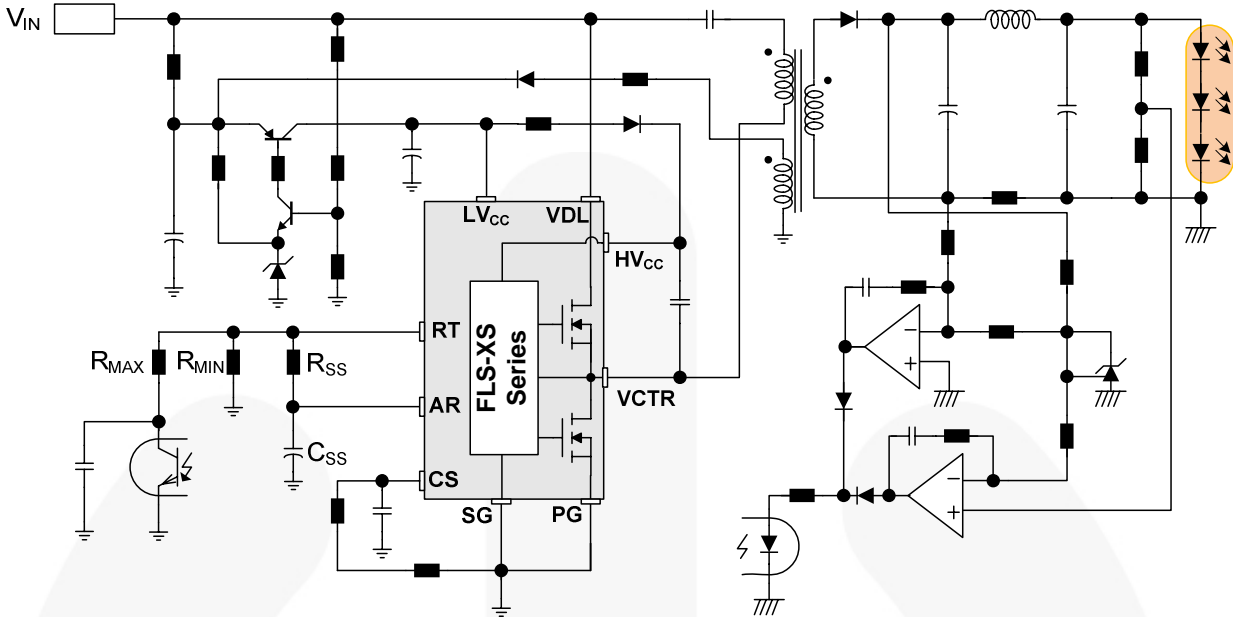 VIN
LVCC
VDL
HVCC
RT
RMAX
RMIN
RSS
FLS-XS
Series
VCTR
AR
CSS
CS
SG
PG